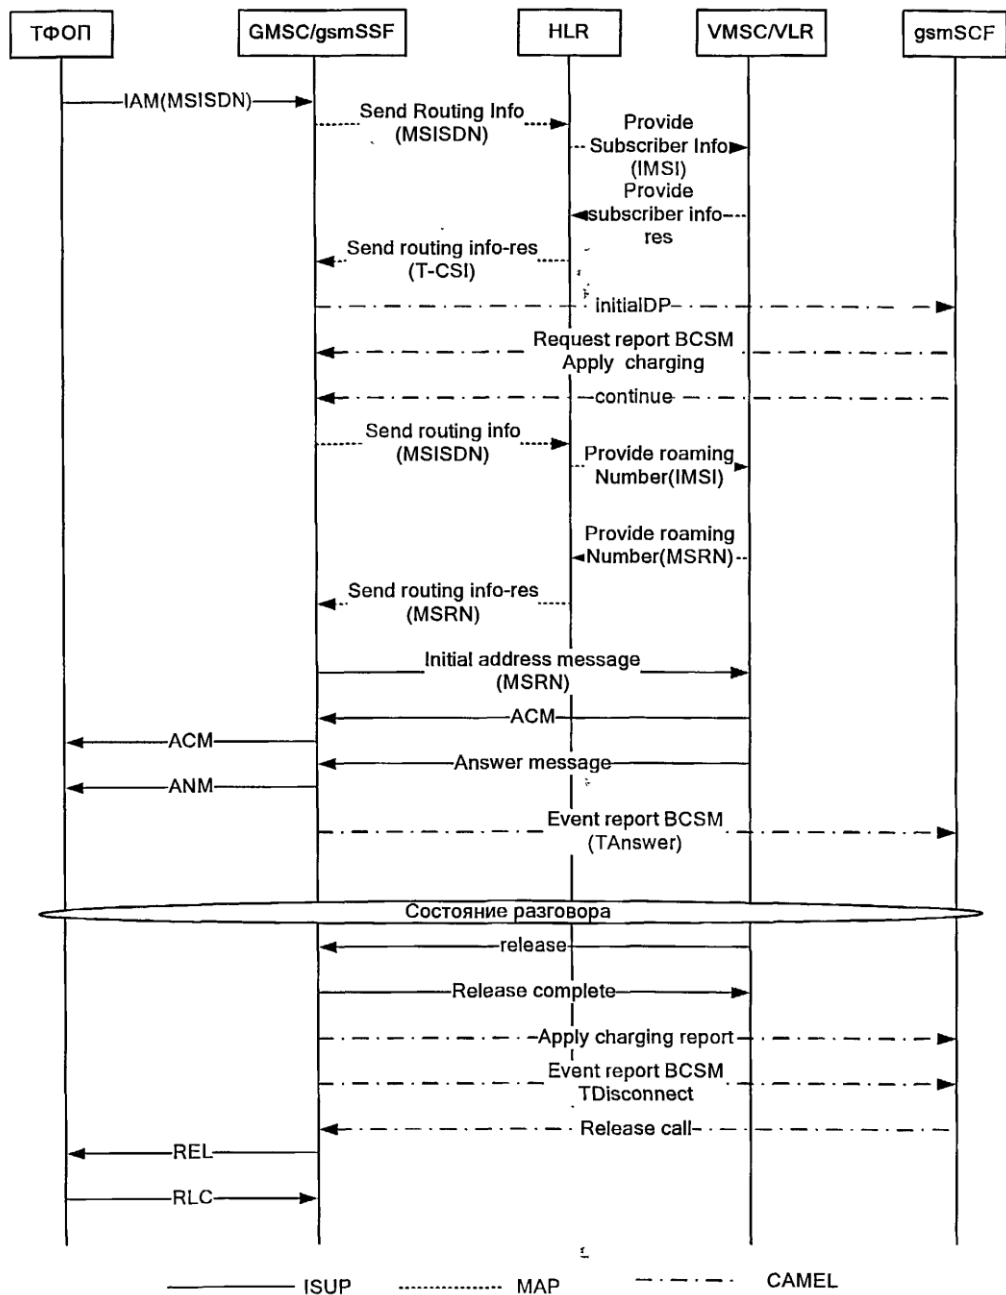 ТФОП
GMSC/gsmSSF
HLR
VMSC/VLR
gsmSCF
IAM(MSISDN)
Send Routing Info
(MSISDN)
Provide
Subscriber Info
(IMSI)
Provide
subscriber info
res
Send routing info-res
(T-CSI)
initialDP
Request report BCSM
Apply charging
continue
Send routing info
(MSISDN)
Provide roaming
Number(IMSI)
Provide roaming
Number(MSRN)
Send routing info-res
(MSRN)
Initial address message
(MSRN)
ACM
ACM
Answer message
ANM
Event report BCSM
(TAnswer)
Состояние разговора
release
Release complete
Apply charging report
Event report BCSM
TDisconnect
Release call
REL
RLC
ISUP
MAP
CAMEL